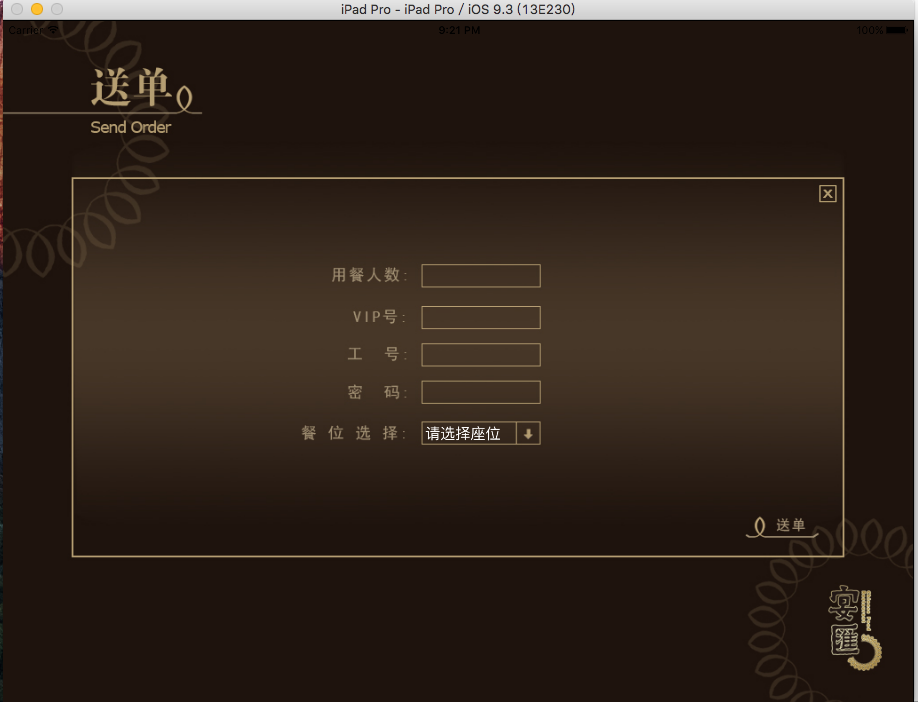 iPad Pro - iPad Pro / iOS 9.3 (13E230)
Carrier 9:21 PM 100%
送单
Send Order
用餐人数:
VIP号:
工 号:
密 码:
餐 位 选 择: 请选择座位
送单
宴
匯